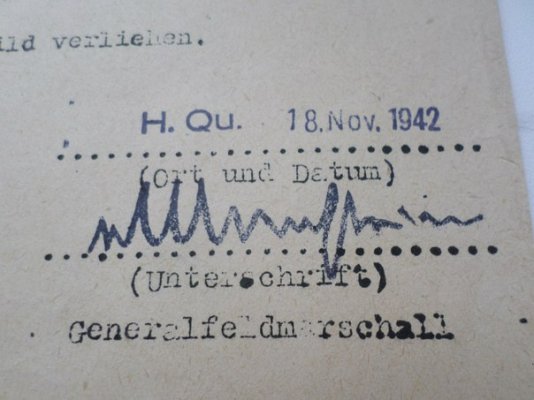 ild verliehen.
H. Qu. 18. Nov. 1942
(Ort und Datum)
(Unterschrift)
Generalfeldmarschall